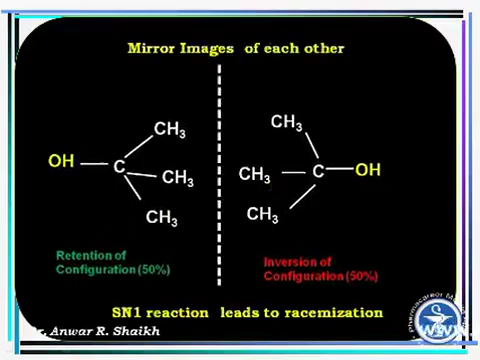 Mirror Images of each other
CH3
CH3
OH
C
CH3
CH3
CH3
C
OH
CH3
CH3
Retention of
Configuration (50%)
Inversion of
Configuration (50%)
SN1 reaction leads to racemization
Anwar R. Shaikh